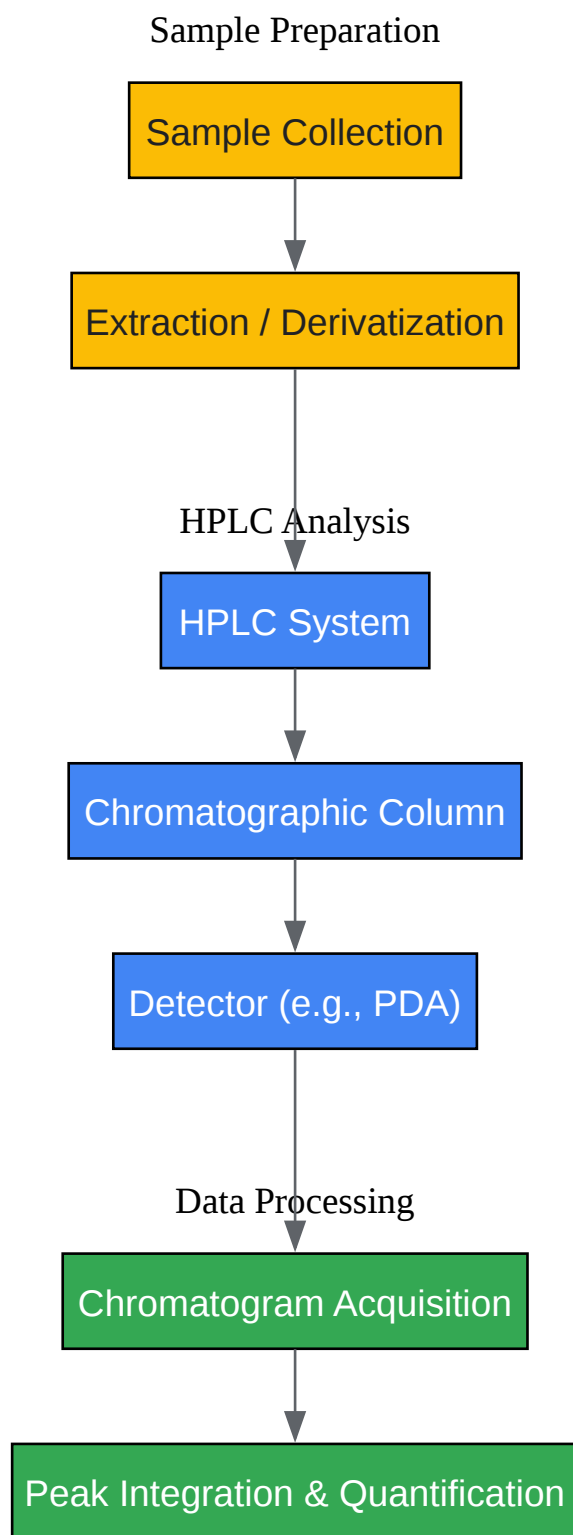 Sample Preparation
Sample Collection
Extraction / Derivatization
HPLC Analysis
HPLC System
Chromatographic Column
Detector (e.g., PDA)
Data Processing
Chromatogram Acquisition
Peak Integration & Quantification